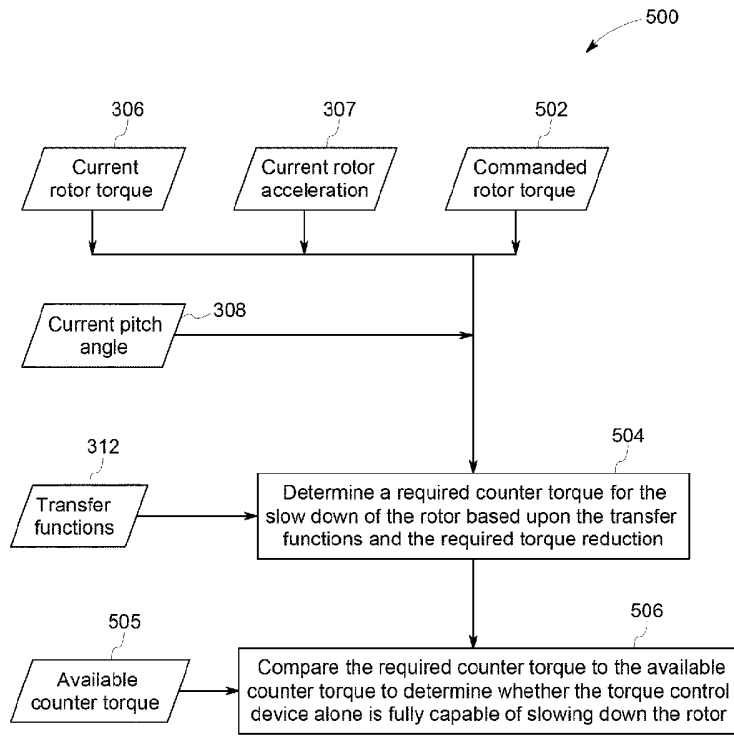 500
306
307
502
Current
rotor torque
Current rotor
acceleration
Commanded
rotor torque
308
Current pitch
angle
312
504
Transfer
functions
Determine a required counter torque for the
slow down of the rotor based upon the transfer
functions and the required torque reduction
505
506
Available
counter torque
Compare the required counter torque to the available
counter torque to determine whether the torque control
device alone is fully capable of slowing down the rotor